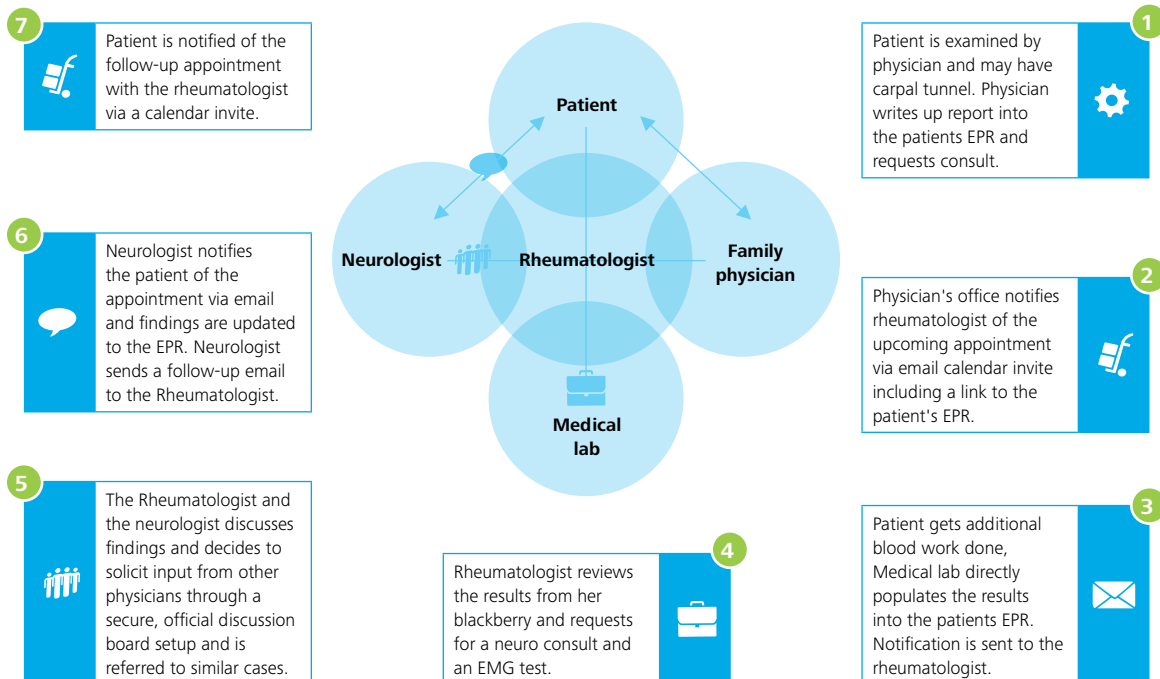 7
Patient is notified of the
follow-up appointment
with the rheumatologist
via a calendar invite.
1
Patient is examined by
physician and may have
carpal tunnel. Physician
writes up report into
the patients EPR and
requests consult.
Patient
Neurologist
Rheumatologist
Family
physician
Medical
lab
6
Neurologist notifies
the patient of the
appointment via email
and findings are updated
to the EPR. Neurologist
sends a follow-up email
to the Rheumatologist.
2
Physician's office notifies
rheumatologist of the
upcoming appointment
via email calendar invite
including a link to the
patient's EPR.
5
The Rheumatologist and
the neurologist discusses
findings and decides to
solicit input from other
physicians through a
secure, official discussion
board setup and is
referred to similar cases.
4
Rheumatologist reviews
the results from her
blackberry and requests
for a neuro consult and
an EMG test.
3
Patient gets additional
blood work done,
Medical lab directly
populates the results
into the patients EPR.
Notification is sent to the
rheumatologist.